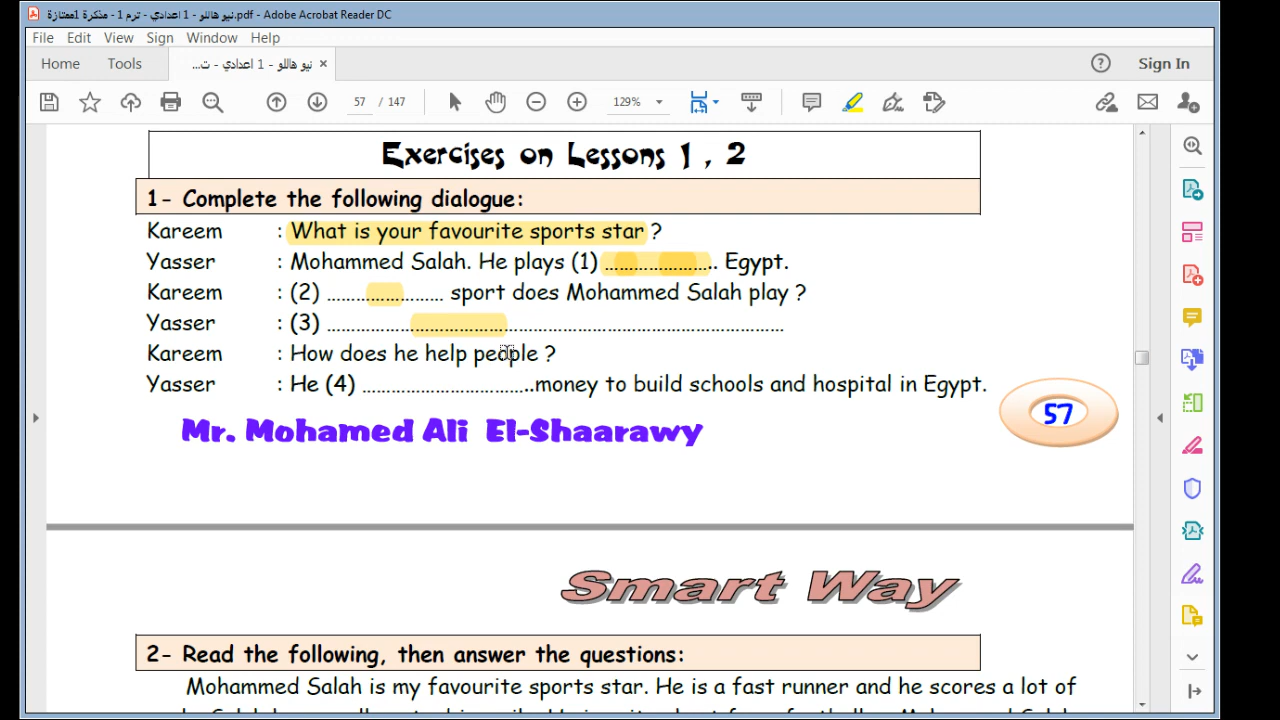 نيو هاللو - 1 اعدادي - ترم 1 - مذكرة 1ممتازة.pdf - Adobe Acrobat Reader DC
File Edit View Sign Window Help
Home Tools نيو هاللو - 1 اعدادي - ت... × ? Sign In
57 / 147 129%
Exercises on Lessons 1 , 2
1- Complete the following dialogue:
Kareem : What is your favourite sports star ?
Yasser : Mohammed Salah. He plays (1) ........................ Egypt.
Kareem : (2) ........................ sport does Mohammed Salah play ?
Yasser : (3) ................................................................................
Kareem : How does he help people ?
Yasser : He (4) ..................................money to build schools and hospital in Egypt.
57
Mr. Mohamed Ali El-Shaarawy
Smart Way
2- Read the following, then answer the questions:
Mohammed Salah is my favourite sports star. He is a fast runner and he scores a lot of